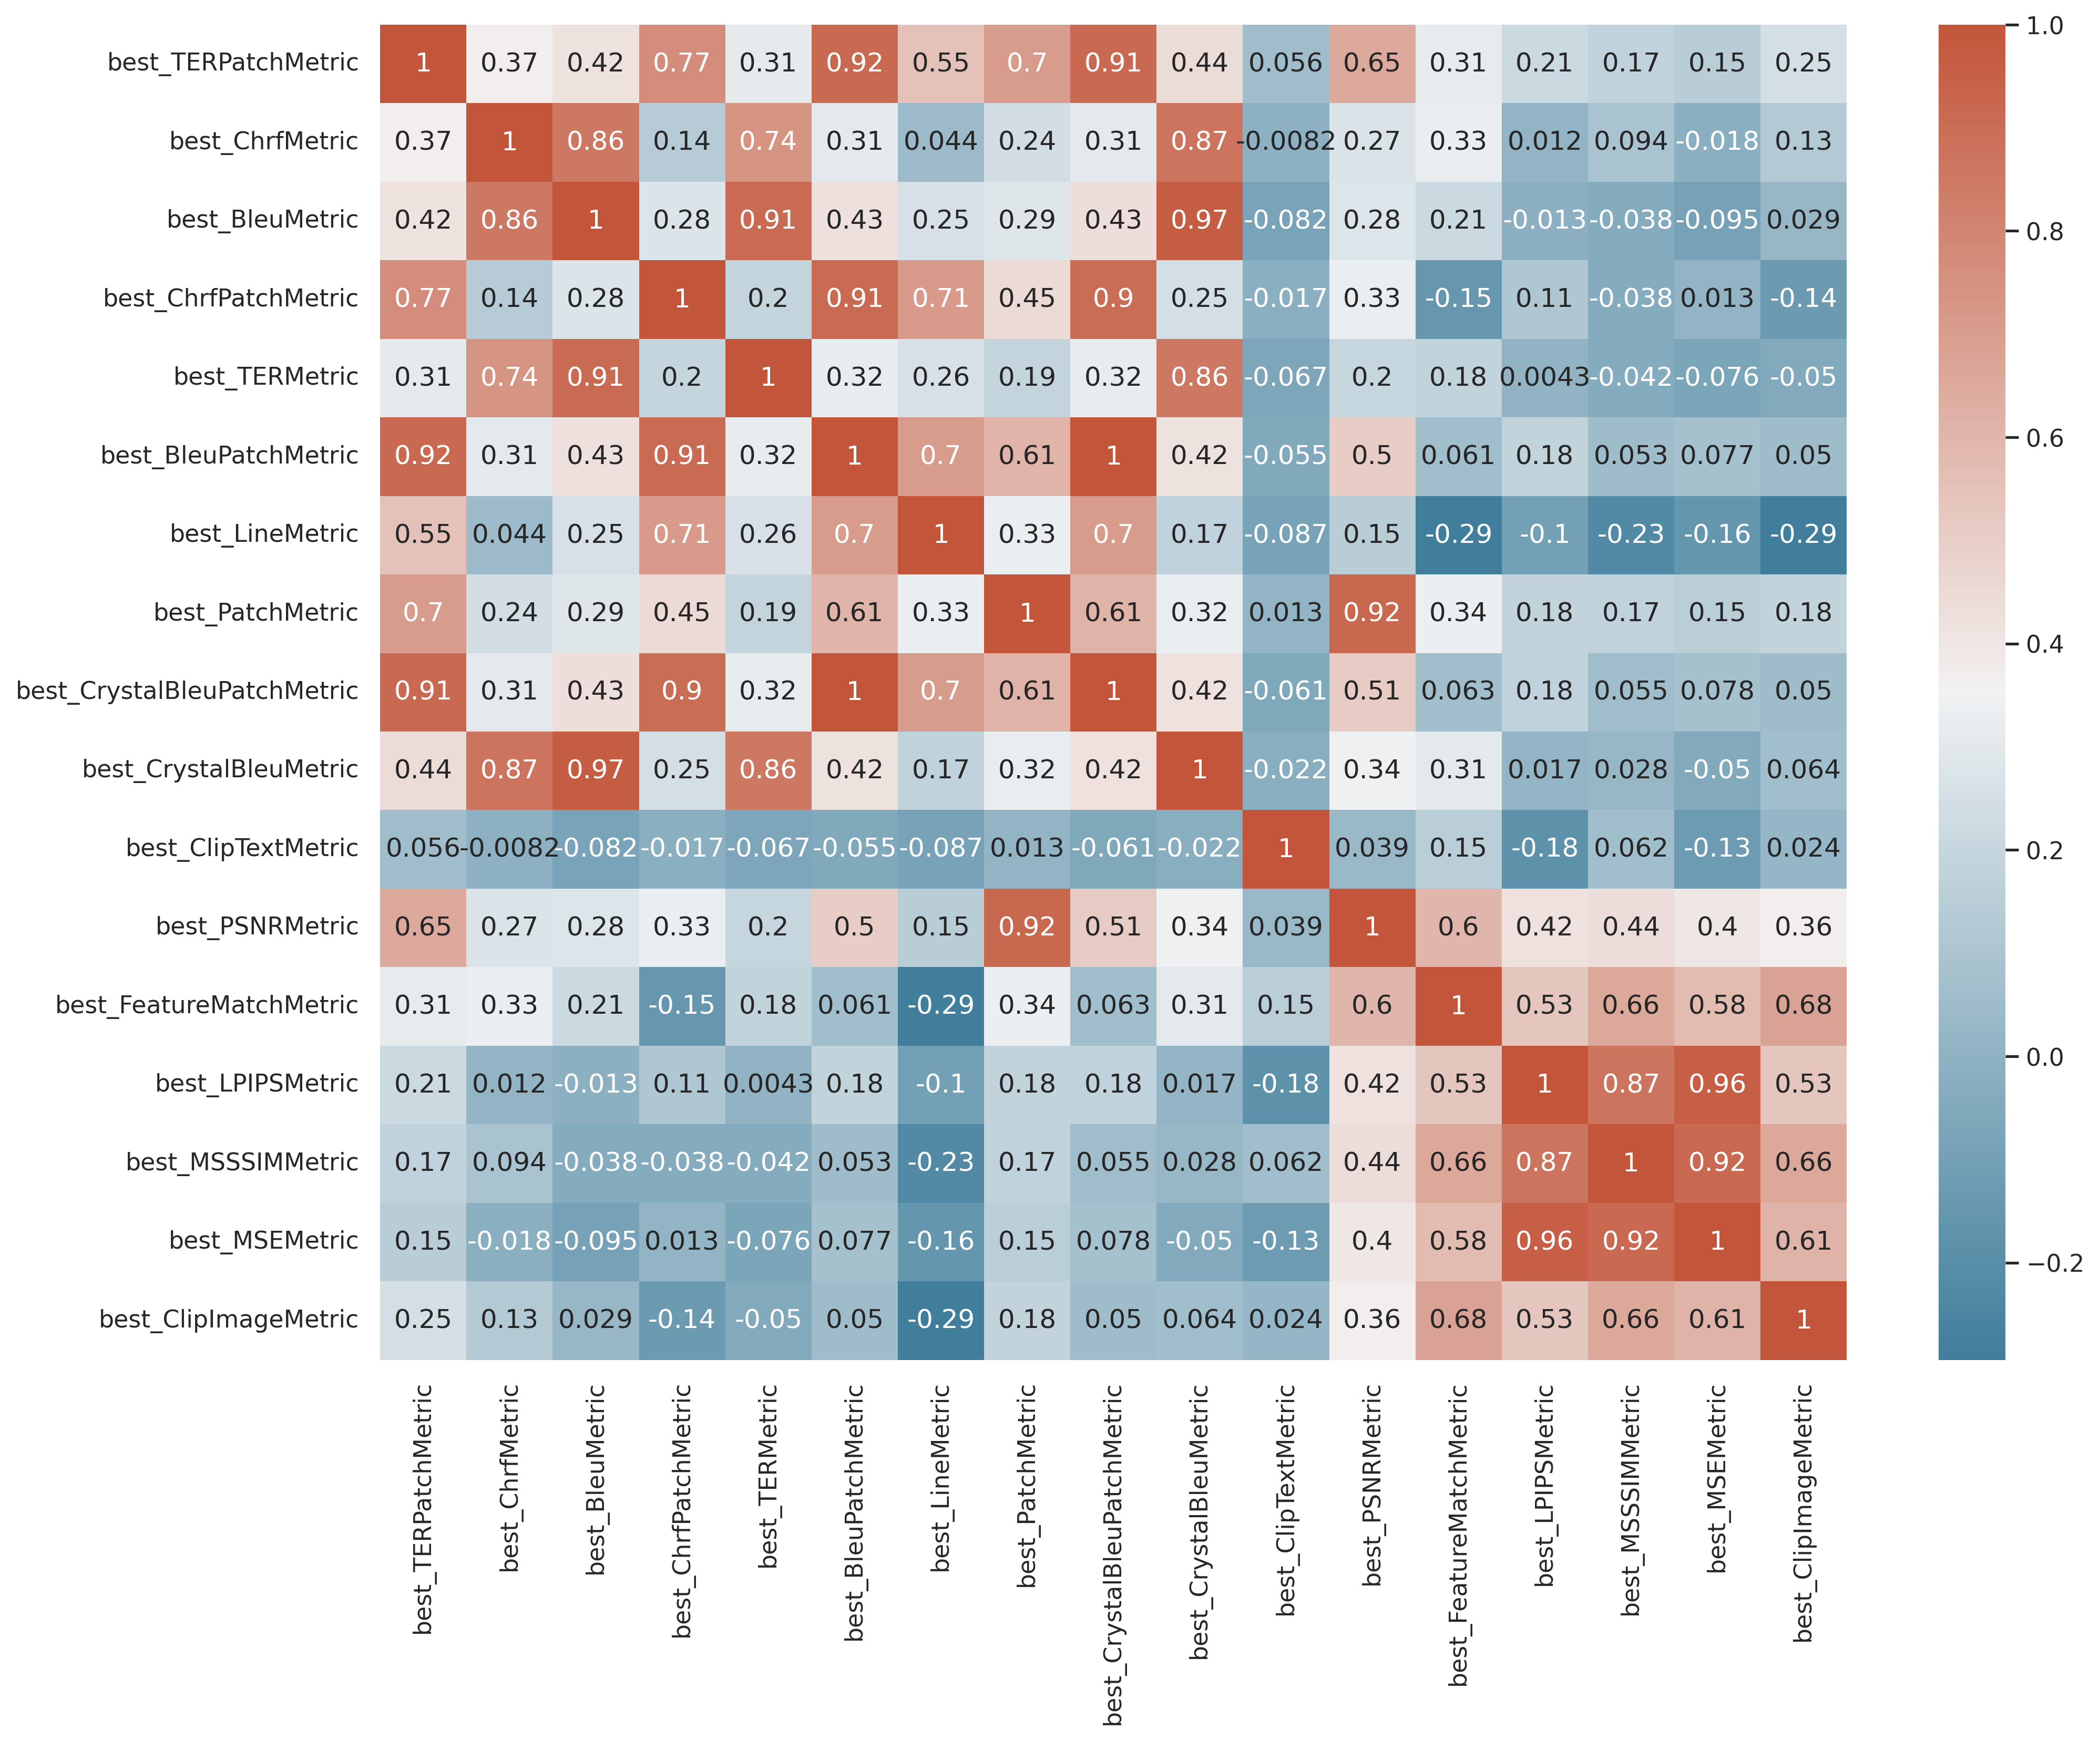 best_TERPatchMetric 1 0.37 0.42 0.77 0.31 0.92 0.55 0.7 0.91 0.44 0.056 0.65 0.31 0.21 0.17 0.15 0.25
best_ChrfMetric 0.37 1 0.86 0.14 0.74 0.31 0.044 0.24 0.31 0.87 -0.0082 0.27 0.33 0.012 0.094 -0.018 0.13
best_BleuMetric 0.42 0.86 1 0.28 0.91 0.43 0.25 0.29 0.43 0.97 -0.082 0.28 0.21 -0.013 -0.038 -0.095 0.029
best_ChrfPatchMetric 0.77 0.14 0.28 1 0.2 0.91 0.71 0.45 0.9 0.25 -0.017 0.33 -0.15 0.11 -0.038 0.013 -0.14
best_TERMetric 0.31 0.74 0.91 0.2 1 0.32 0.26 0.19 0.32 0.86 -0.067 0.2 0.18 0.0043 -0.042 -0.076 -0.05
best_BleuPatchMetric 0.92 0.31 0.43 0.91 0.32 1 0.7 0.61 1 0.42 -0.055 0.5 0.061 0.18 0.053 0.077 0.05
best_LineMetric 0.55 0.044 0.25 0.71 0.26 0.7 1 0.33 0.7 0.17 -0.087 0.15 -0.29 -0.1 -0.23 -0.16 -0.29
best_PatchMetric 0.7 0.24 0.29 0.45 0.19 0.61 0.33 1 0.61 0.32 0.013 0.92 0.34 0.18 0.17 0.15 0.18
best_CrystalBleuPatchMetric 0.91 0.31 0.43 0.9 0.32 1 0.7 0.61 1 0.42 -0.061 0.51 0.063 0.18 0.055 0.078 0.05
best_CrystalBleuMetric 0.44 0.87 0.97 0.25 0.86 0.42 0.17 0.32 0.42 1 -0.022 0.34 0.31 0.017 0.028 -0.05 0.064
best_ClipTextMetric 0.056 -0.0082 -0.082 -0.017 -0.067 -0.055 -0.087 0.013 -0.061 -0.022 1 0.039 0.15 -0.18 0.062 -0.13 0.024
best_PSNRMetric 0.65 0.27 0.28 0.33 0.2 0.5 0.15 0.92 0.51 0.34 0.039 1 0.6 0.42 0.44 0.4 0.36
best_FeatureMatchMetric 0.31 0.33 0.21 -0.15 0.18 0.061 -0.29 0.34 0.063 0.31 0.15 0.6 1 0.53 0.66 0.58 0.68
best_LPIPSMetric 0.21 0.012 -0.013 0.11 0.0043 0.18 -0.1 0.18 0.18 0.017 -0.18 0.42 0.53 1 0.87 0.96 0.53
best_MSSSIMMetric 0.17 0.094 -0.038 -0.038 -0.042 0.053 -0.23 0.17 0.055 0.028 0.062 0.44 0.66 0.87 1 0.92 0.66
best_MSEMetric 0.15 -0.018 -0.095 0.013 -0.076 0.077 -0.16 0.15 0.078 -0.05 -0.13 0.4 0.58 0.96 0.92 1 0.61
best_ClipImageMetric 0.25 0.13 0.029 -0.14 -0.05 0.05 -0.29 0.18 0.05 0.064 0.024 0.36 0.68 0.53 0.66 0.61 1
best_TERPatchMetric
best_ChrfMetric
best_BleuMetric
best_ChrfPatchMetric
best_TERMetric
best_BleuPatchMetric
best_LineMetric
best_PatchMetric
best_CrystalBleuPatchMetric
best_CrystalBleuMetric
best_ClipTextMetric
best_PSNRMetric
best_FeatureMatchMetric
best_LPIPSMetric
best_MSSSIMMetric
best_MSEMetric
best_ClipImageMetric
1.0
0.8
0.6
0.4
0.2
0.0
−0.2